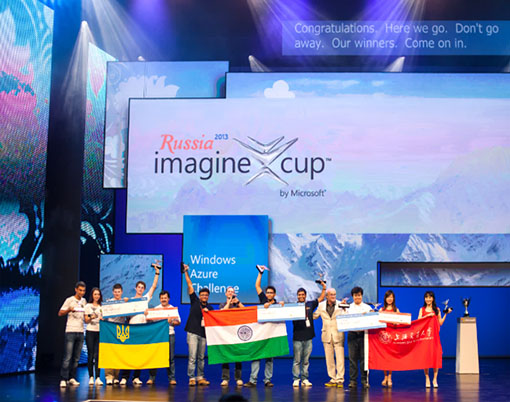 Congratulations. Here we go. Don't go
away. Our winners. Come on in.
Russia 2013
imagine cup™
by Microsoft®
Windows
Azure
Challenge